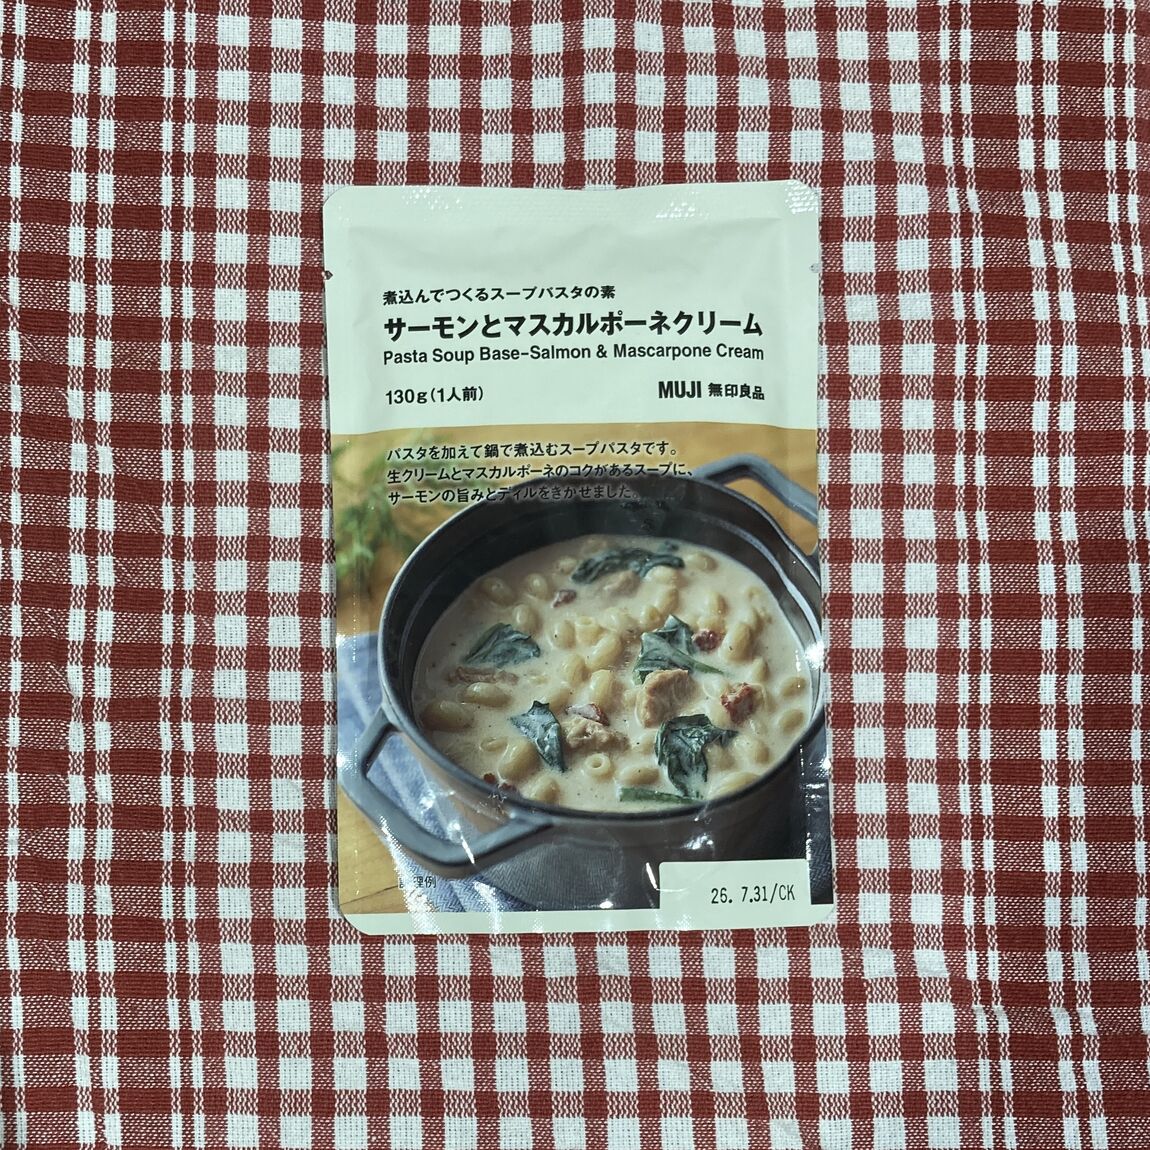 煮込んでつくるスープパスタの素
サーモンとマスカルポーネクリーム
Pasta Soup Base-Salmon & Mascarpone Cream
130g(1人前)
MUJI 無印良品
パスタを加えて鍋で煮込むスープパスタです。
生クリームとマスカルポーネのコクがあるスープに、
サーモンの旨みとディルをきかせました。
調理例
26. 7.31/CK